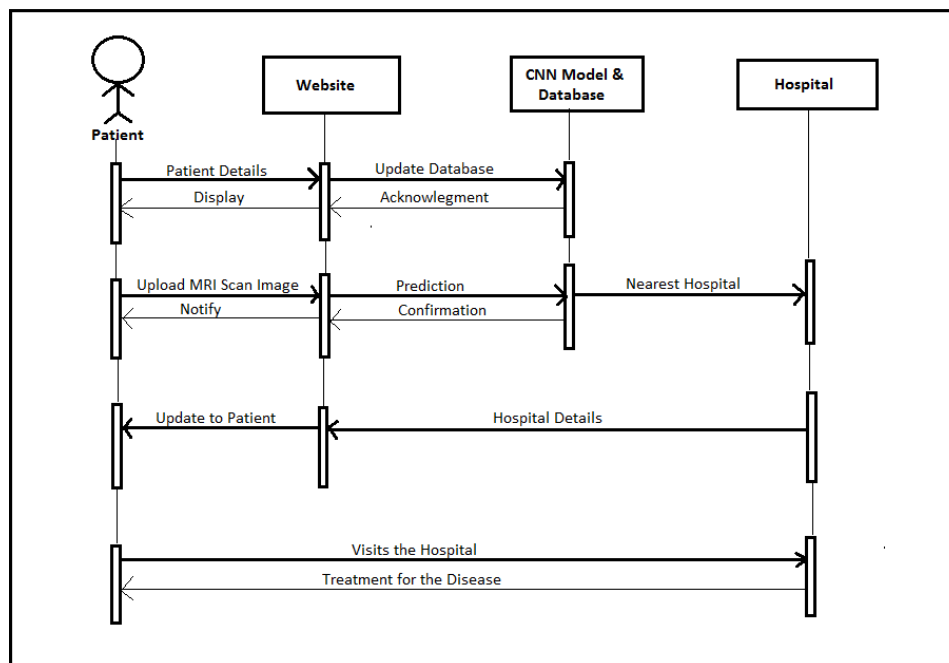 Website
CNN Model &
Database
Hospital
Patient
Patient Details
Update Database
Display
Acknowlegment
Upload MRI Scan Image
Prediction
Nearest Hospital
Notify
Confirmation
Update to Patient
Hospital Details
Visits the Hospital
Treatment for the Disease